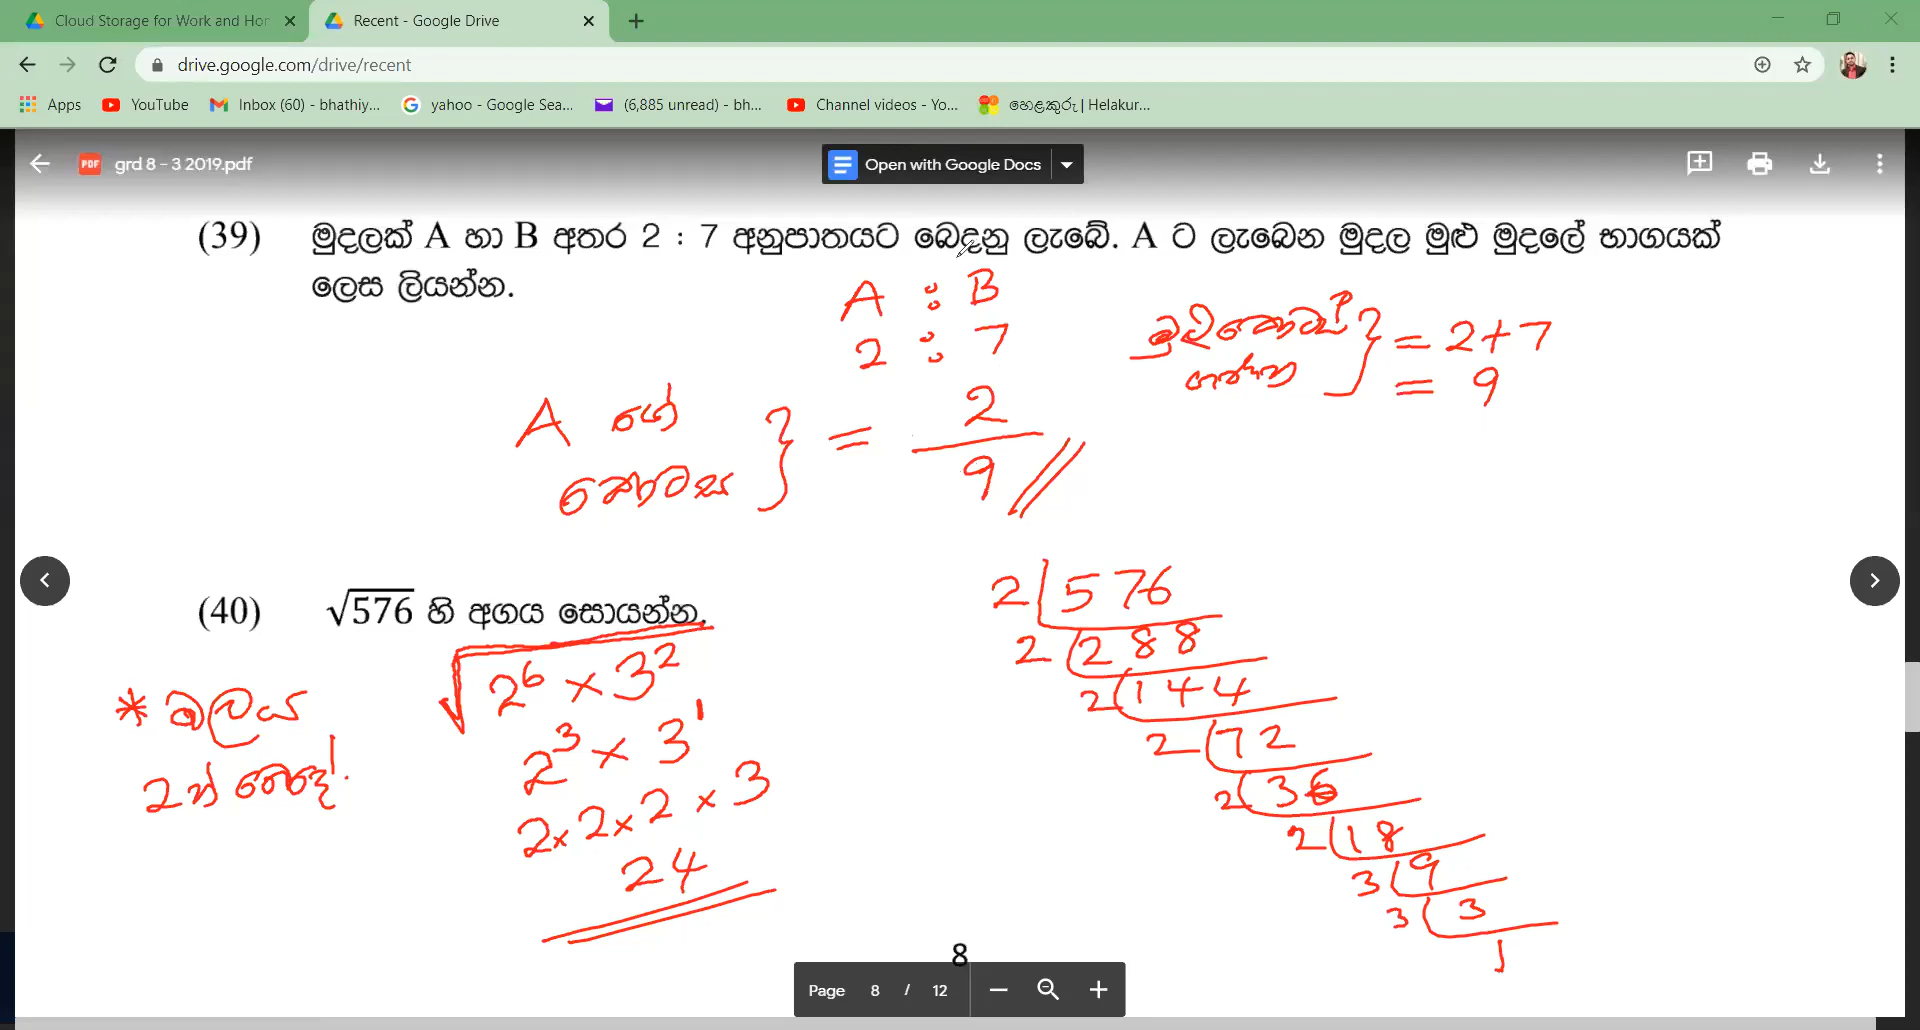 Cloud Storage for Work and Hor
Recent - Google Drive
drive.google.com/drive/recent
Apps
YouTube
Inbox (60) - bhathiy...
yahoo - Google Sea...
(6,885 unread) - bh...
Channel videos - Yo...
හෙළකුරු | Helakur...
PDF
grd 8 – 3 2019.pdf
Open with Google Docs
(39) මුදලක් A හා B අතර 2 : 7 අනුපාතයට බෙදනු ලැබේ. A ට ලැබෙන මුදල මුළු මුදලේ භාගයක්
ලෙස ලියන්න.
A : B
2 : 7
= 2 + 7
= 9
A ගේ
කොටස } = 2/9
(40) √576 හි අගය සොයන්න.
√2⁶ × 3²
2³ × 3¹
2 × 2 × 2 × 3
24
* බලය
2න් බෙදේ!
2 576
2 288
2 144
2 72
2 36
2 18
3 9
3 3
1
8
Page 8 / 12